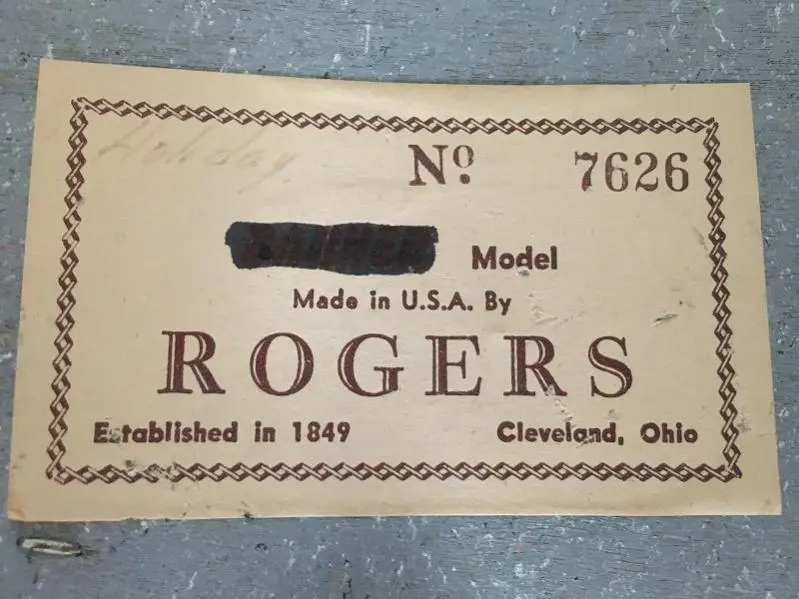 Holiday
Nº 7626
Model
Made in U.S.A. By
ROGERS
Established in 1849 Cleveland, Ohio